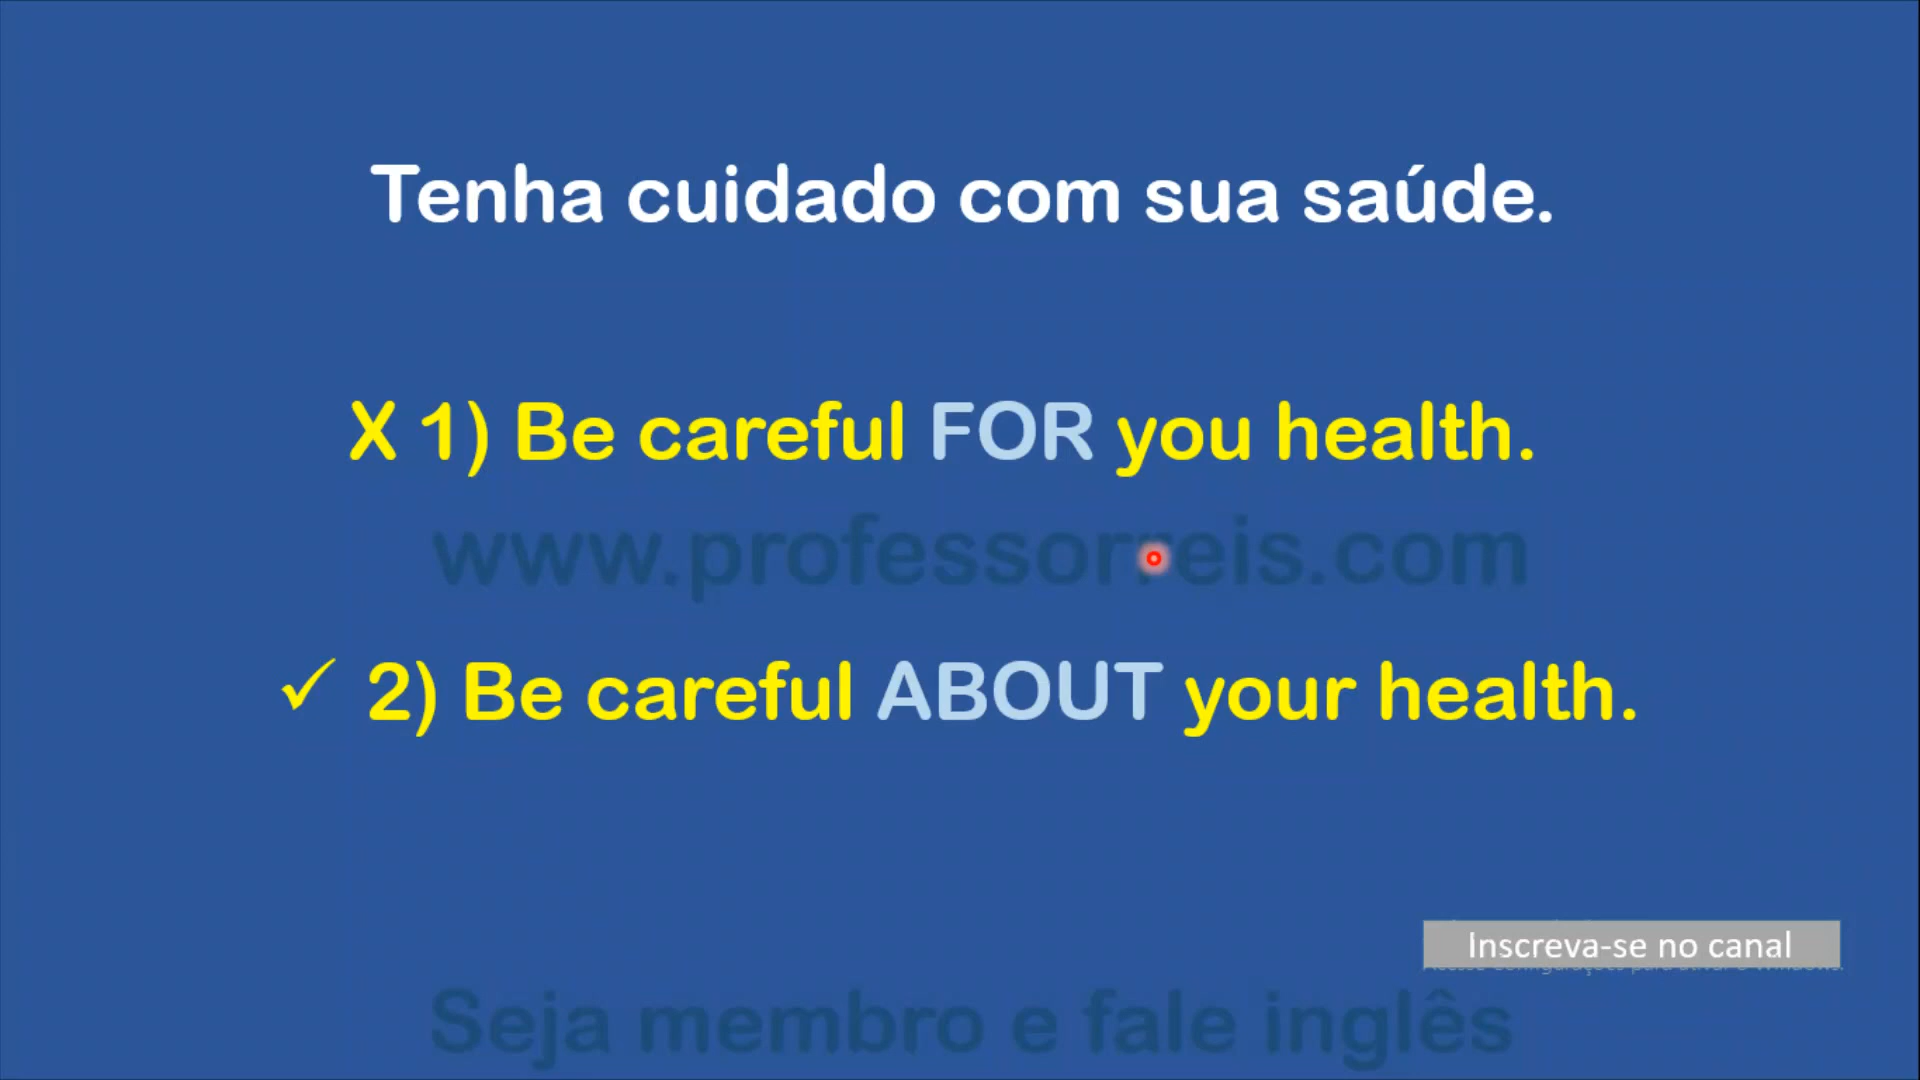 Tenha cuidado com sua saúde.
X 1) Be careful FOR you health.
www.professorreis.com
✓ 2) Be careful ABOUT your health.
Inscreva-se no canal
Seja membro e fale inglês